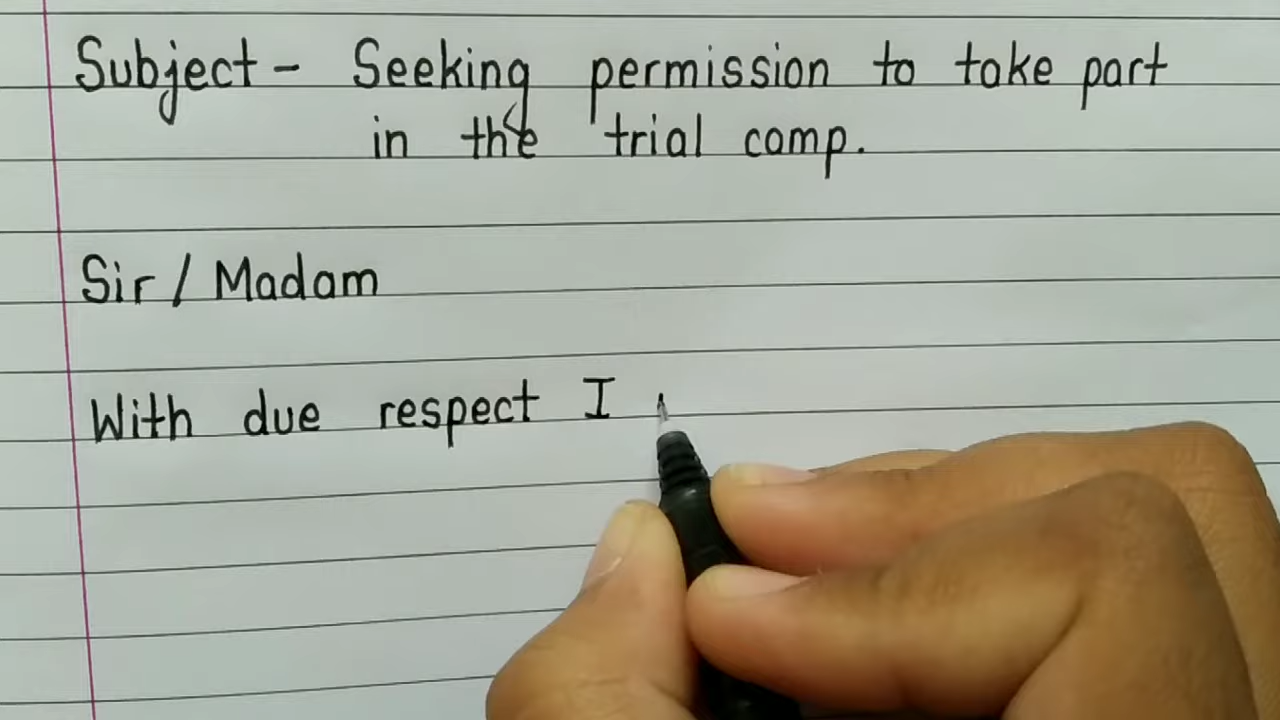 Subject - Seeking permission to take part
in the trial camp.
Sir / Madam
With due respect I